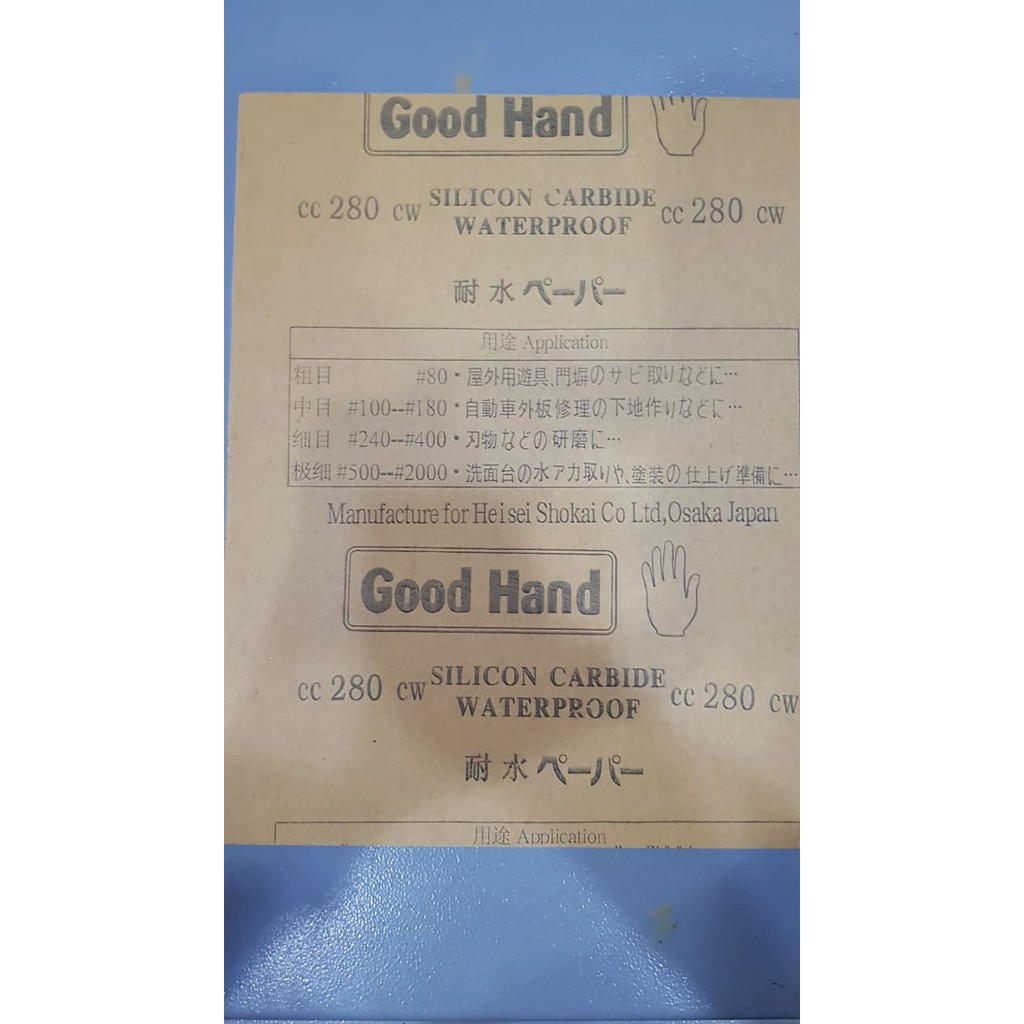 Good Hand
cc 280 cw SILICON CARBIDE WATERPROOF cc 280 cw
耐水ペーパー
用途 Application
粗目 #80・屋外用遊具、門塀のサビ取りなどに…
中目 #100--#180・自動車外板修理の下地作りなどに…
细目 #240--#400・刃物などの研磨に…
极细 #500--#2000・洗面台の水アカ取りや、塗装の仕上げ準備に…
Manufacture for Heisei Shokai Co Ltd,Osaka Japan
Good Hand
cc 280 cw SILICON CARBIDE WATERPROOF cc 280 cw
耐水ペーパー
用途 Application